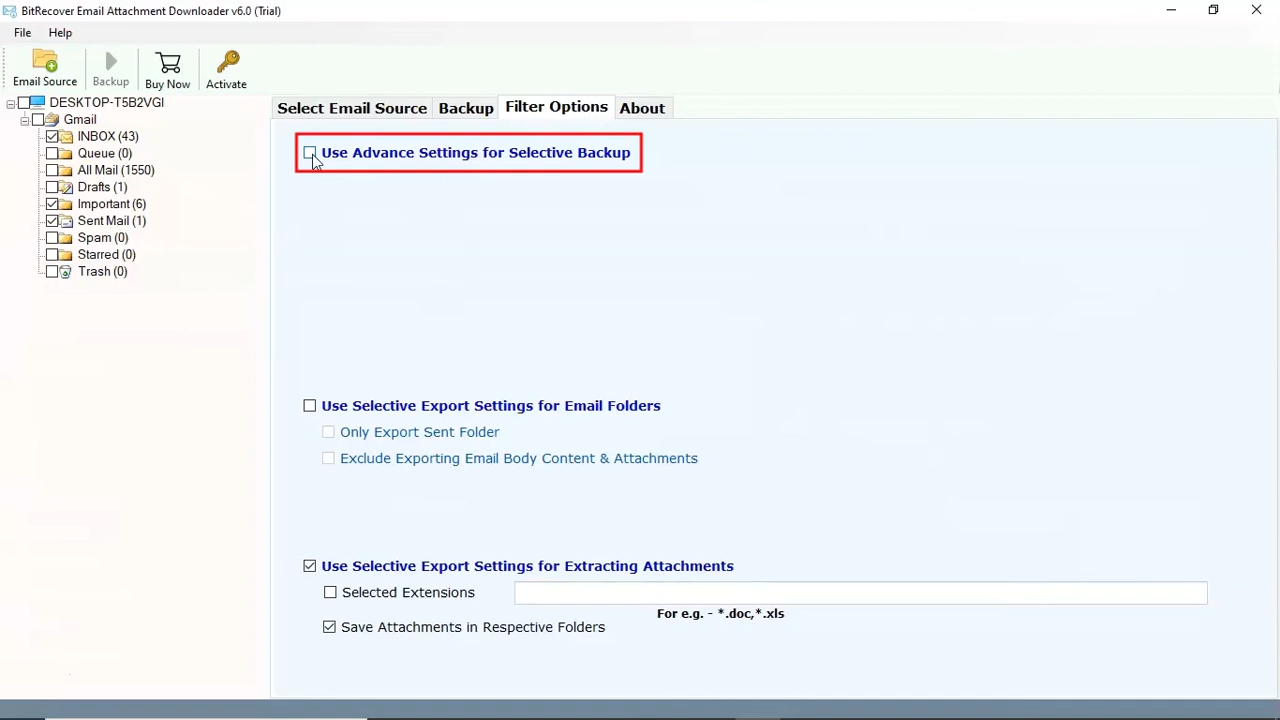 BitRecover Email Attachment Downloader v6.0 (Trial)
File Help
Email Source Backup Buy Now Activate
DESKTOP-T5B2VGI
Gmail
INBOX (43)
Queue (0)
All Mail (1550)
Drafts (1)
Important (6)
Sent Mail (1)
Spam (0)
Starred (0)
Trash (0)
Select Email Source Backup Filter Options About
Use Advance Settings for Selective Backup
Use Selective Export Settings for Email Folders
Only Export Sent Folder
Exclude Exporting Email Body Content & Attachments
Use Selective Export Settings for Extracting Attachments
Selected Extensions
For e.g. - *.doc,*.xls
Save Attachments in Respective Folders